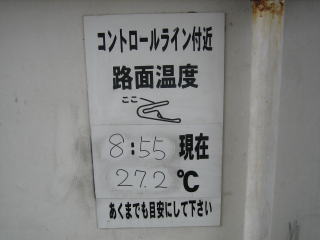 コントロールライン付近
路面温度
ここ
8:55 現在
27.2 ℃
あくまでも目安にして下さい